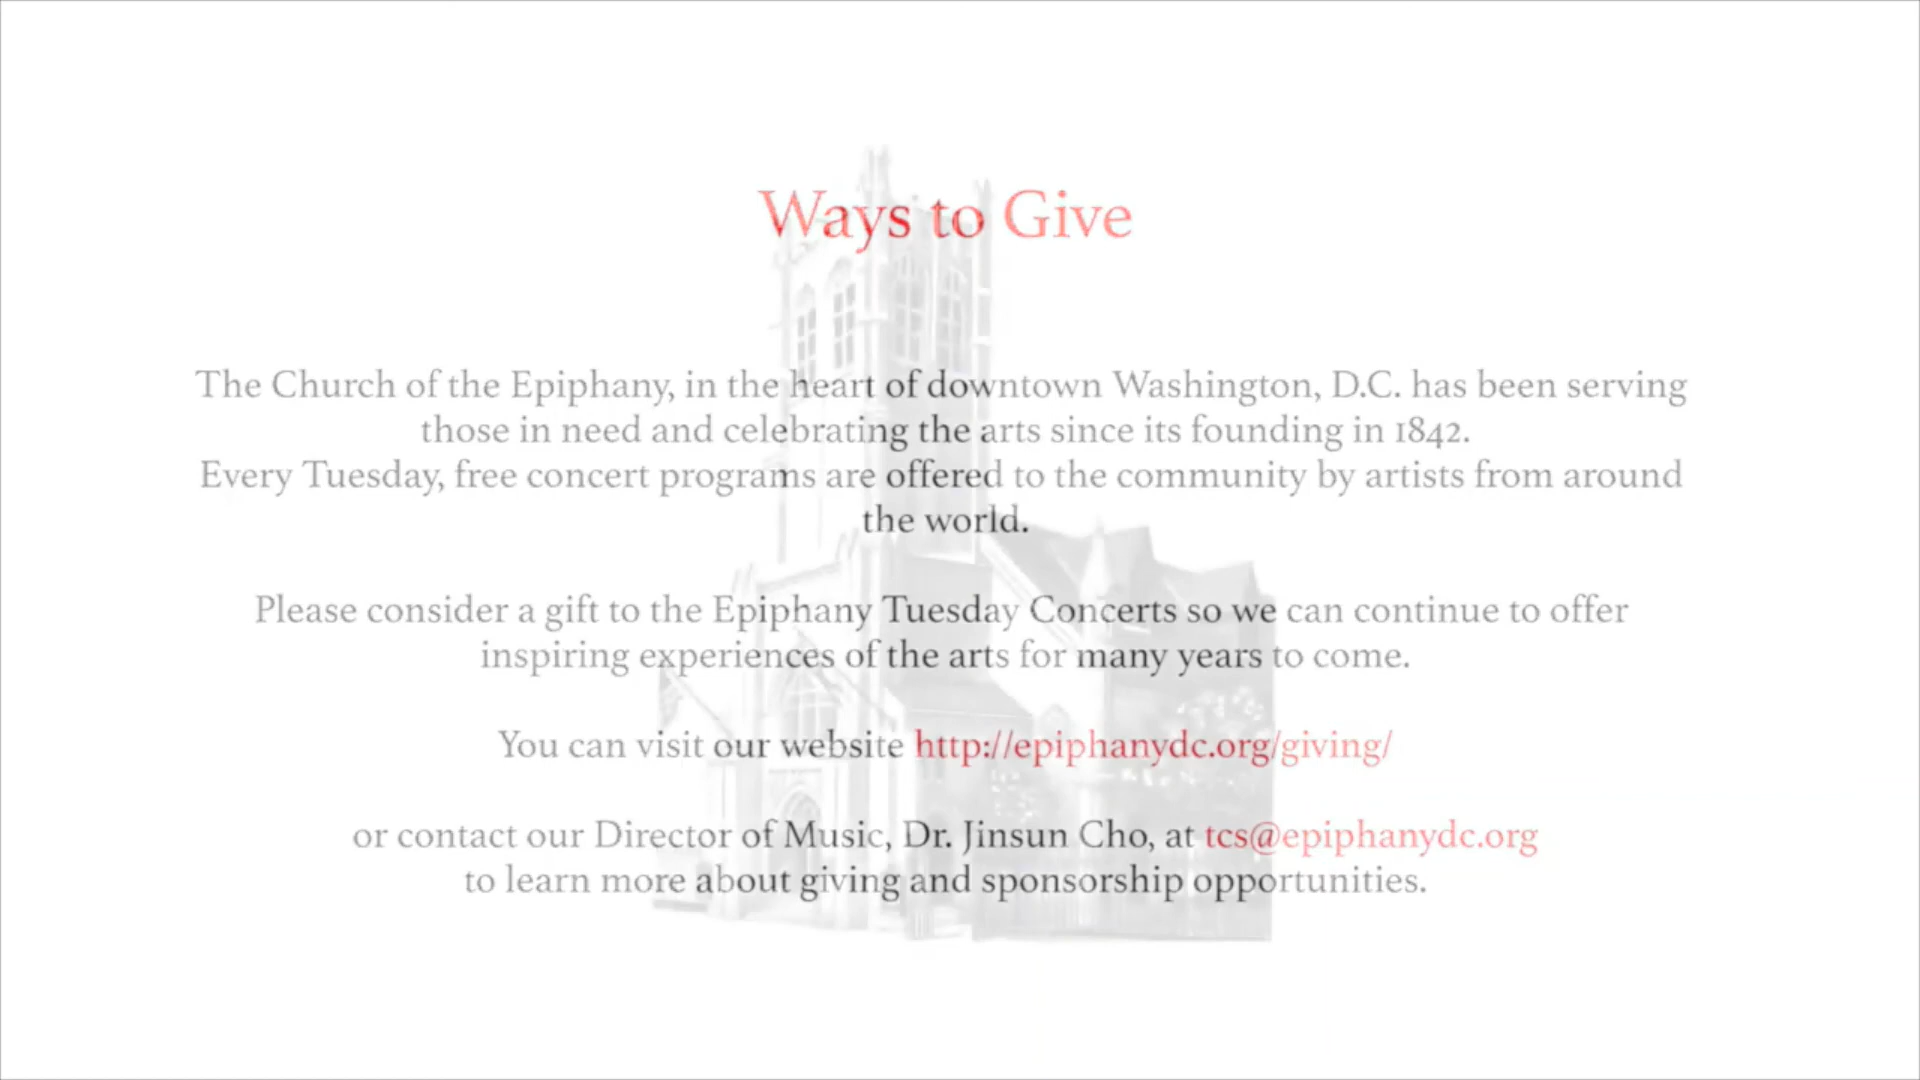 Ways to Give
The Church of the Epiphany, in the heart of downtown Washington, D.C. has been serving
those in need and celebrating the arts since its founding in 1842.
Every Tuesday, free concert programs are offered to the community by artists from around
the world.
Please consider a gift to the Epiphany Tuesday Concerts so we can continue to offer
inspiring experiences of the arts for many years to come.
You can visit our website http://epiphanydc.org/giving/
or contact our Director of Music, Dr. Jinsun Cho, at tcs@epiphanydc.org
to learn more about giving and sponsorship opportunities.